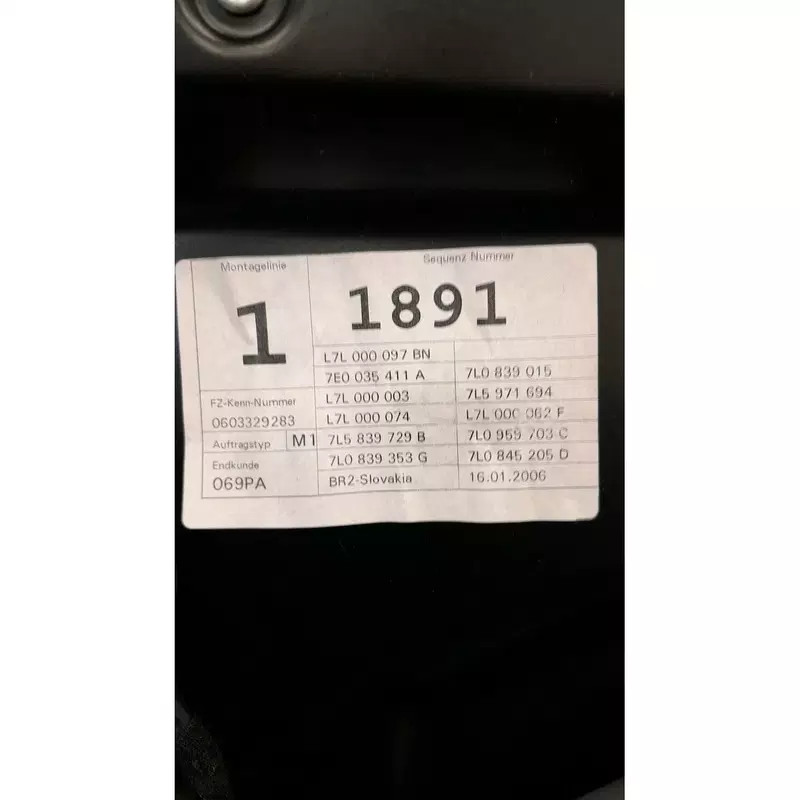 Montagelinie
Sequenz Nummer
1
1891
L7L 000 097 BN
7E0 035 411 A
7L0 839 015
FZ-Kenn-Nummer
L7L 000 003
7L5 971 694
0603329283
L7L 000 074
L7L 000 062 F
Auftragstyp
M1
7L5 839 729 B
7L0 959 703 C
Endkunde
7L0 839 353 G
7L0 845 205 D
069PA
BR2-Slovakia
16.01.2006